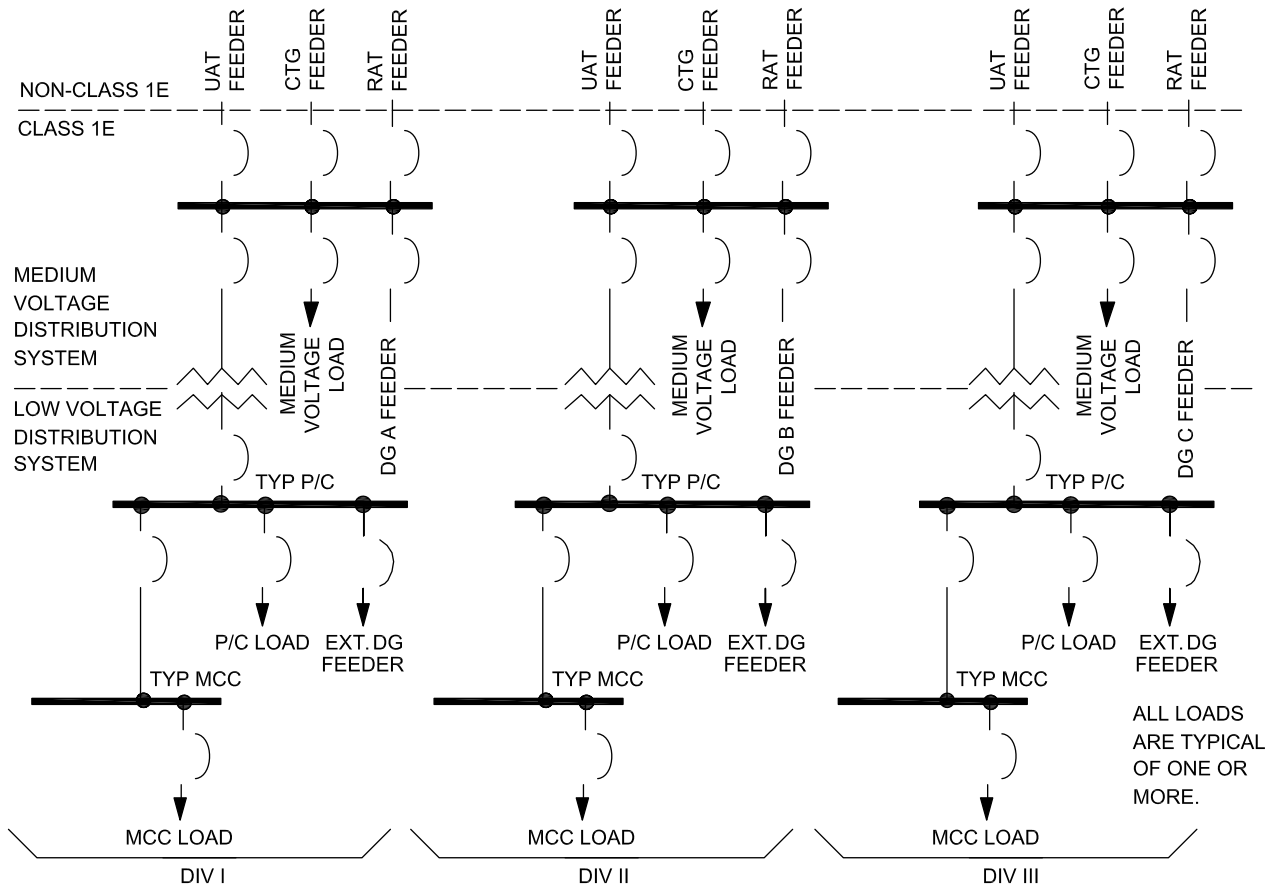 UAT FEEDER
CTG FEEDER
RAT FEEDER
UAT FEEDER
CTG FEEDER
RAT FEEDER
UAT FEEDER
CTG FEEDER
RAT FEEDER
NON-CLASS 1E
CLASS 1E
MEDIUM
VOLTAGE
DISTRIBUTION
SYSTEM
LOW VOLTAGE
DISTRIBUTION
SYSTEM
MEDIUM
VOLTAGE
LOAD
DG A FEEDER
MEDIUM
VOLTAGE
LOAD
DG B FEEDER
MEDIUM
VOLTAGE
LOAD
DG C FEEDER
TYP P/C
TYP P/C
TYP P/C
P/C LOAD
EXT. DG
FEEDER
P/C LOAD
EXT. DG
FEEDER
P/C LOAD
EXT. DG
FEEDER
TYP MCC
TYP MCC
TYP MCC
ALL LOADS
ARE TYPICAL
OF ONE OR
MORE.
MCC LOAD
MCC LOAD
MCC LOAD
DIV I
DIV II
DIV III